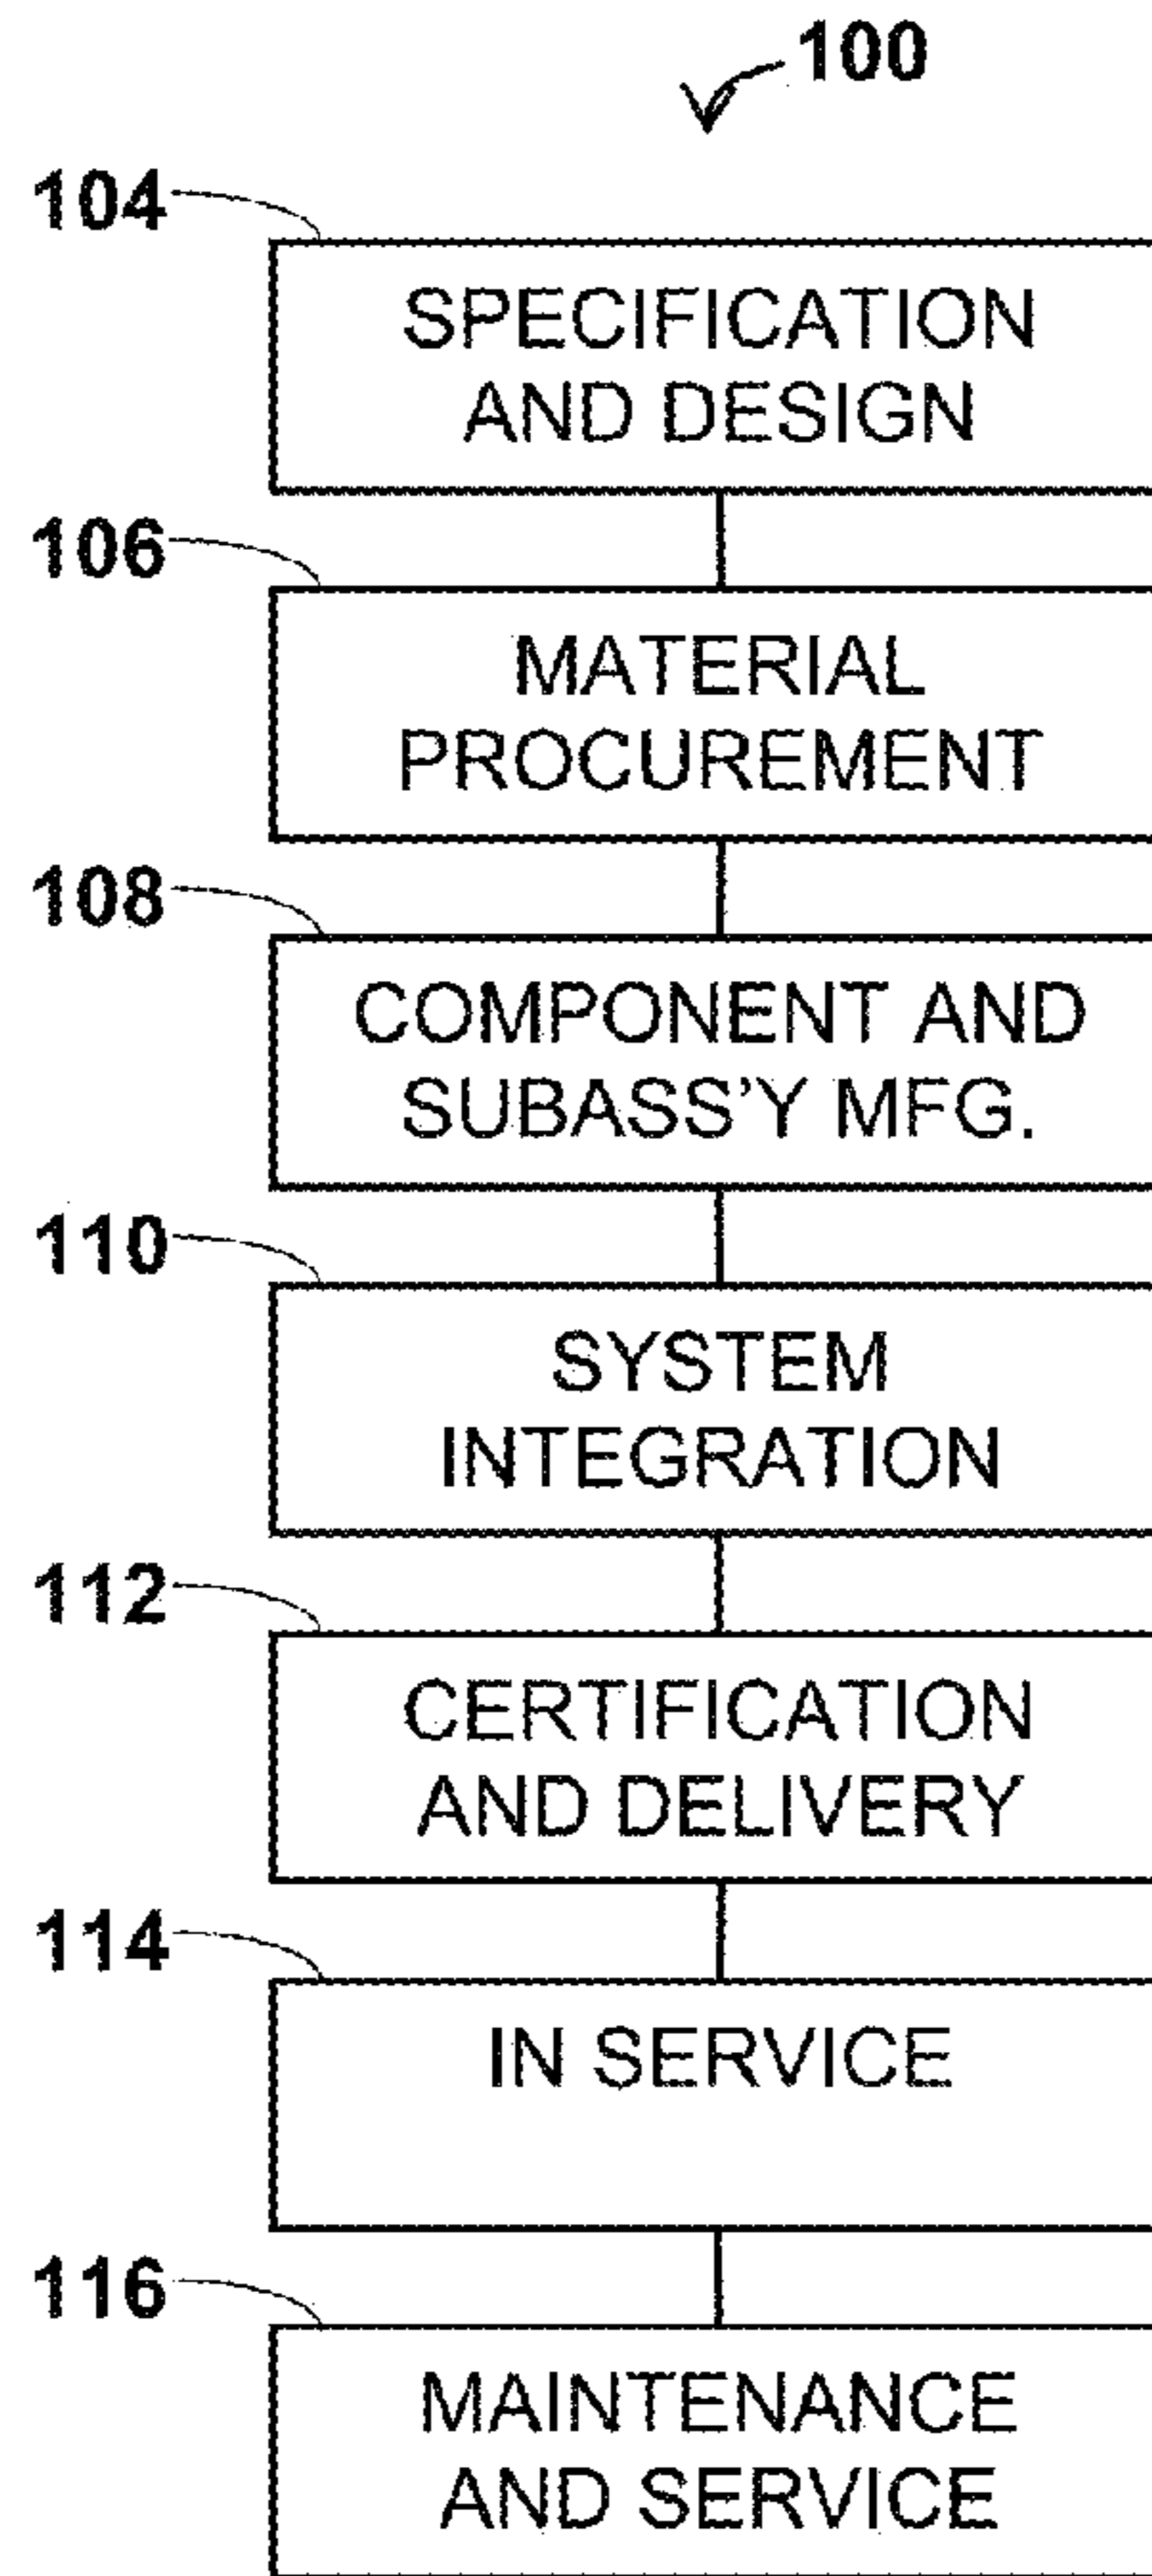 100
104
SPECIFICATION
AND DESIGN
106
MATERIAL
PROCUREMENT
108
COMPONENT AND
SUBASS'Y MFG.
110
SYSTEM
INTEGRATION
112
CERTIFICATION
AND DELIVERY
114
IN SERVICE
116
MAINTENANCE
AND SERVICE